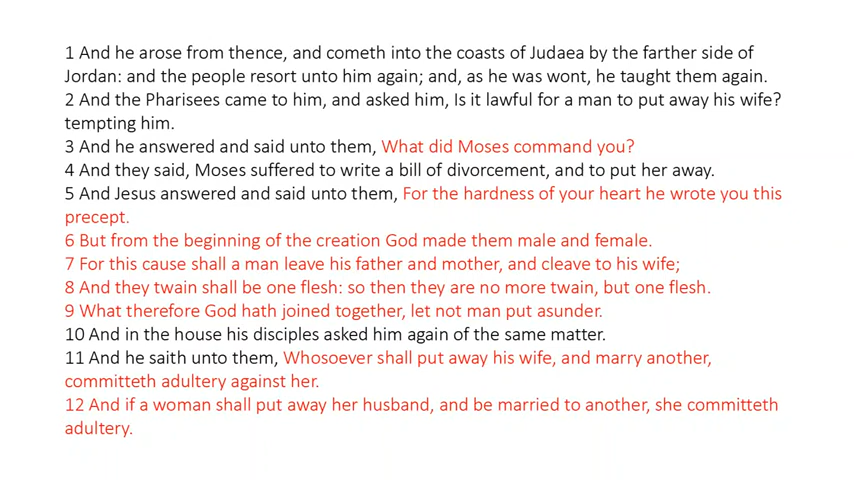 1 And he arose from thence, and cometh into the coasts of Judaea by the farther side of
Jordan: and the people resort unto him again; and, as he was wont, he taught them again.
2 And the Pharisees came to him, and asked him, Is it lawful for a man to put away his wife?
tempting him.
3 And he answered and said unto them, What did Moses command you?
4 And they said, Moses suffered to write a bill of divorcement, and to put her away.
5 And Jesus answered and said unto them, For the hardness of your heart he wrote you this
precept.
6 But from the beginning of the creation God made them male and female.
7 For this cause shall a man leave his father and mother, and cleave to his wife;
8 And they twain shall be one flesh: so then they are no more twain, but one flesh.
9 What therefore God hath joined together, let not man put asunder.
10 And in the house his disciples asked him again of the same matter.
11 And he saith unto them, Whosoever shall put away his wife, and marry another,
committeth adultery against her.
12 And if a woman shall put away her husband, and be married to another, she committeth
adultery.